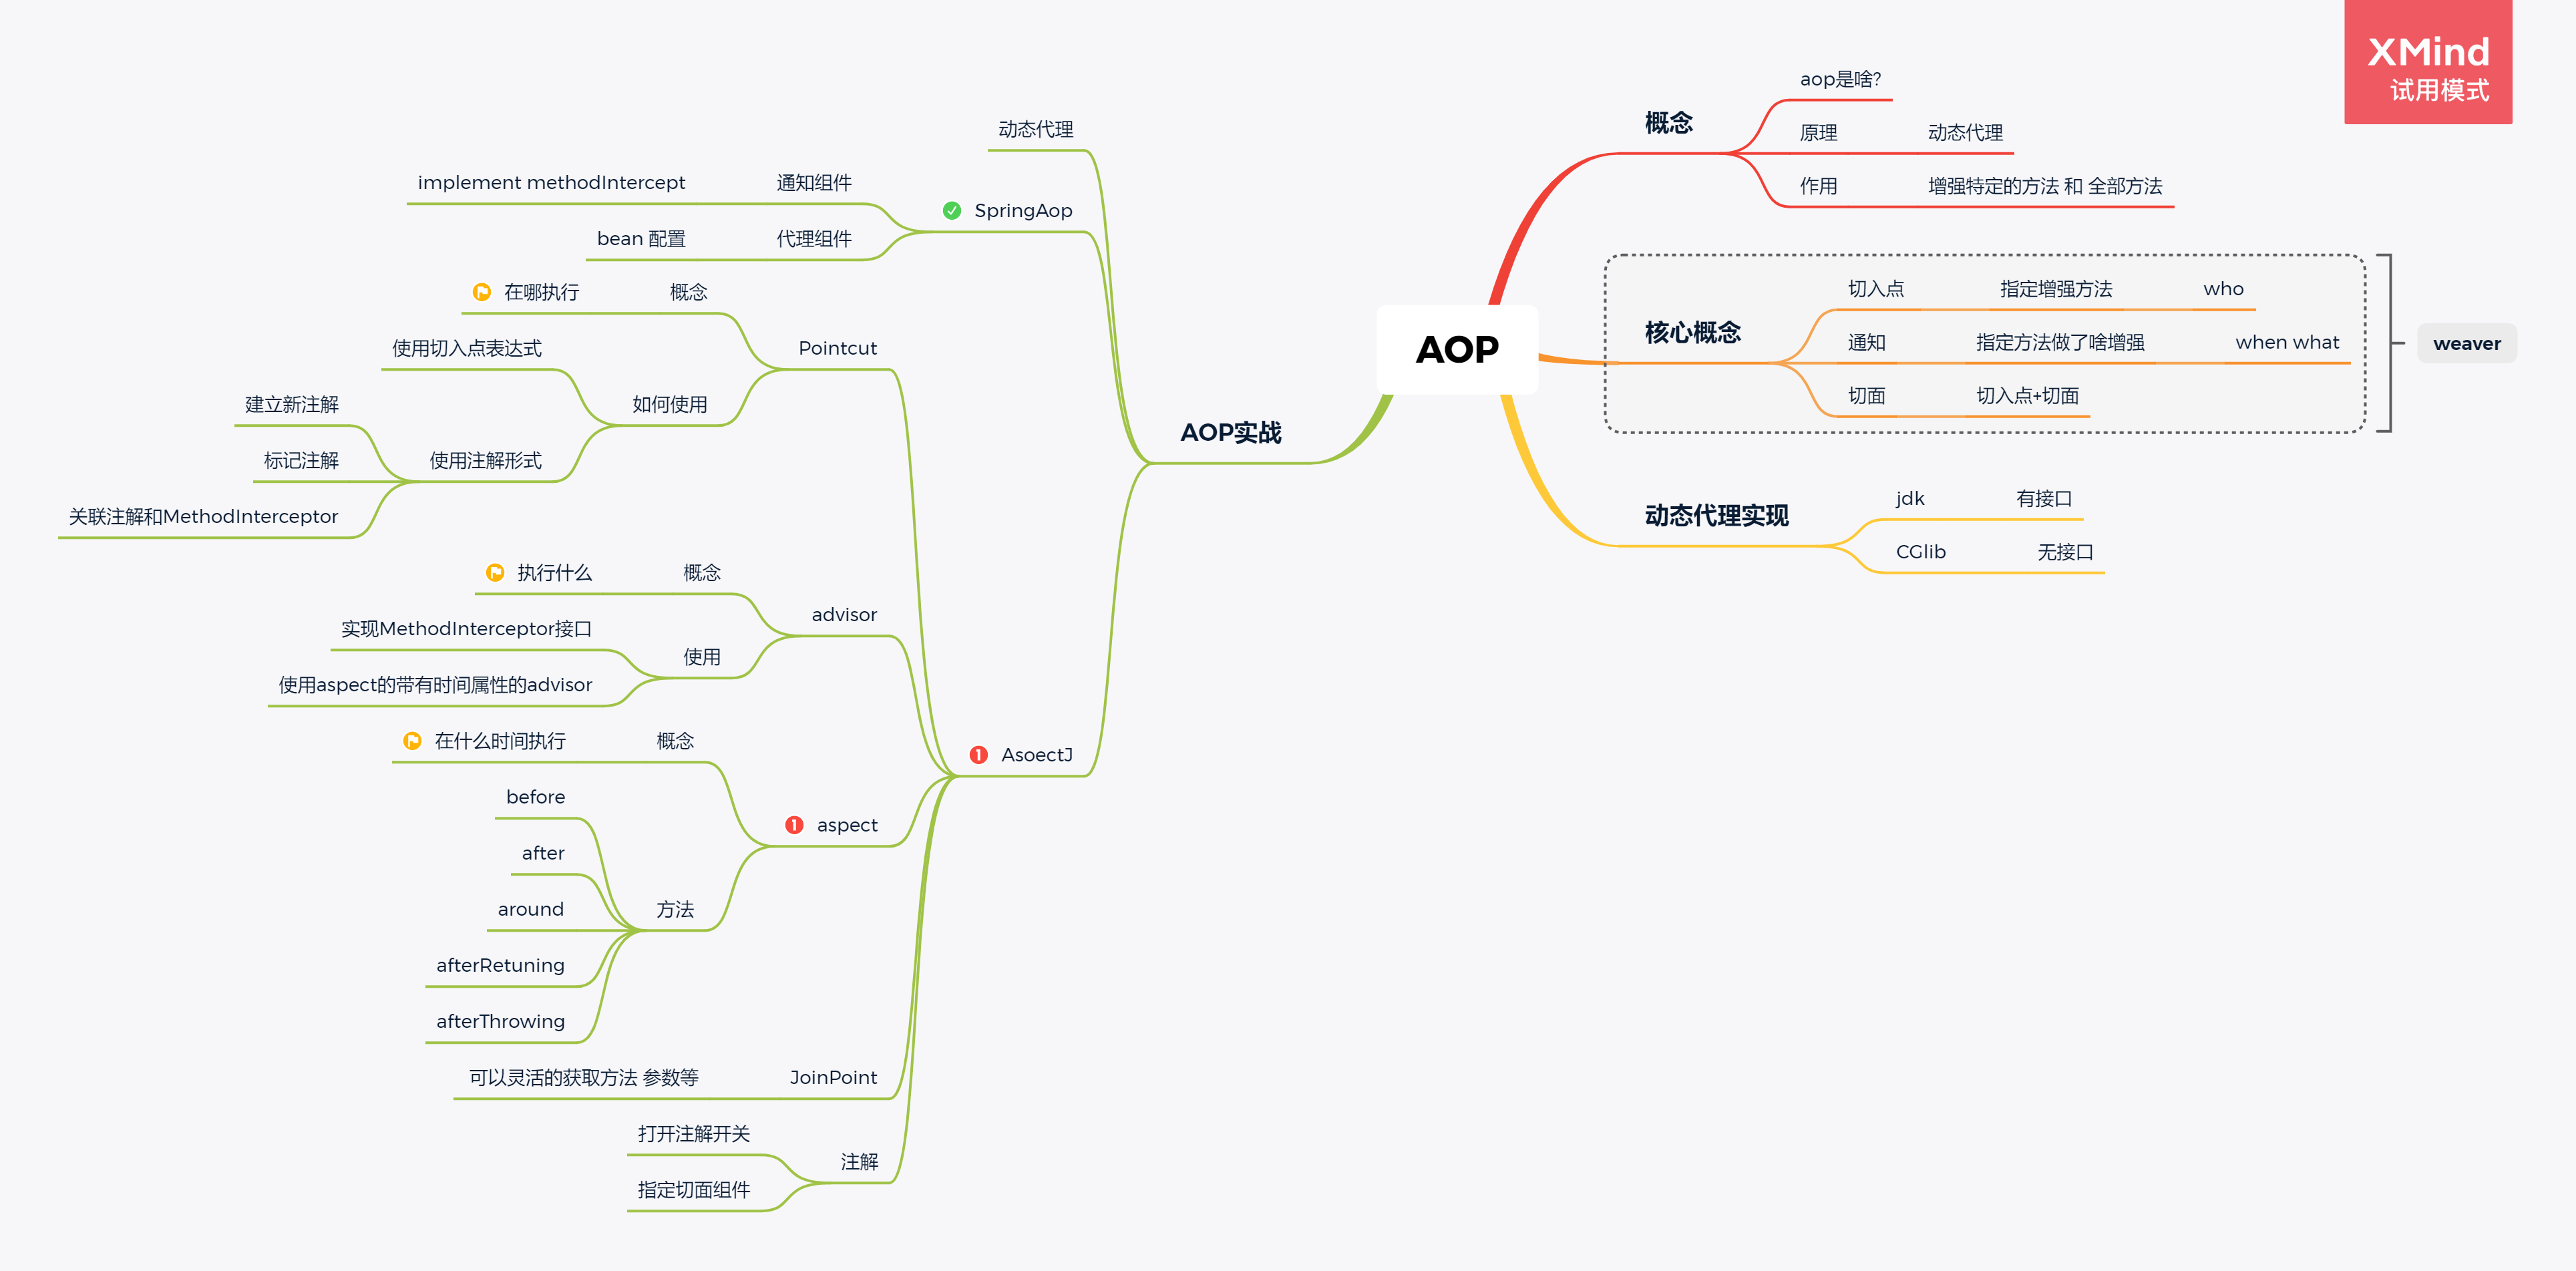 XMind
试用模式
AOP
概念
aop是啥?
原理
动态代理
作用
增强特定的方法 和 全部方法
核心概念
切入点
指定增强方法
who
通知
指定方法做了啥增强
when what
切面
切入点+切面
weaver
动态代理实现
jdk
有接口
CGlib
无接口
AOP实战
动态代理
SpringAop
通知组件
implement methodIntercept
代理组件
bean 配置
AsoectJ
Pointcut
概念
在哪执行
如何使用
使用切入点表达式
使用注解形式
建立新注解
标记注解
关联注解和MethodInterceptor
advisor
概念
执行什么
使用
实现MethodInterceptor接口
使用aspect的带有时间属性的advisor
1
aspect
概念
在什么时间执行
方法
before
after
around
afterRetuning
afterThrowing
1
JoinPoint
可以灵活的获取方法 参数等
注解
打开注解开关
指定切面组件